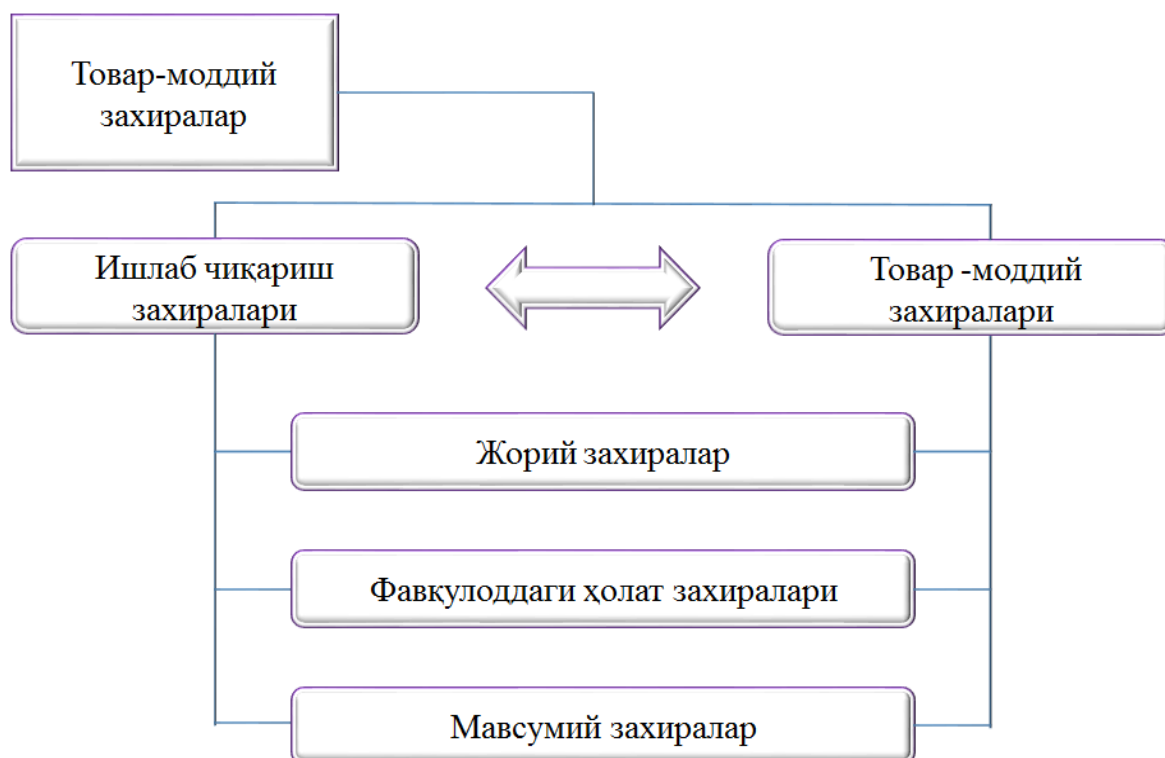 Товар-моддий
захиралар
Ишлаб чиқариш
захиралари
Товар -моддий
захиралари
Жорий захиралар
Фавқулоддаги ҳолат захиралари
Мавсумий захиралар